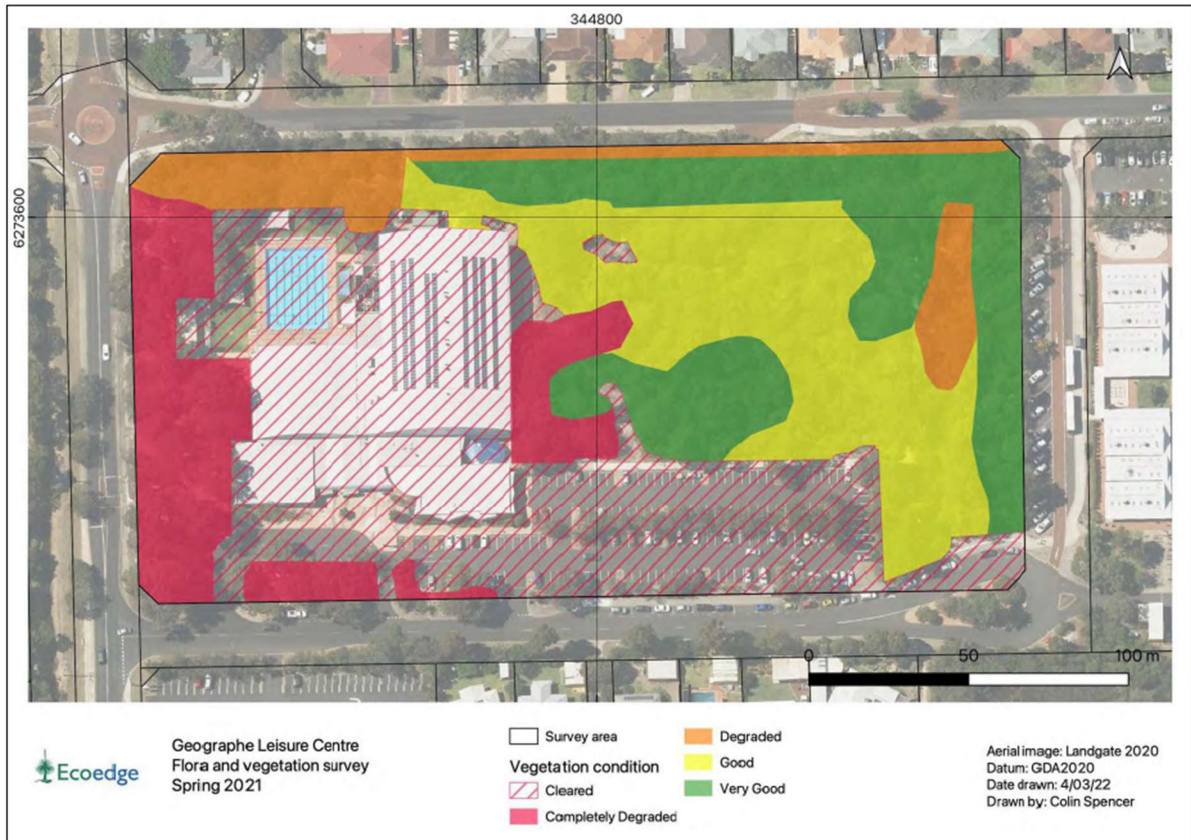 344800
6273600
0 50 100 m
Ecoedge
Geographe Leisure Centre
Flora and vegetation survey
Spring 2021
Survey area
Vegetation condition
Cleared
Completely Degraded
Degraded
Good
Very Good
Aerial image: Landgate 2020
Datum: GDA2020
Date drawn: 4/03/22
Drawn by: Colin Spencer